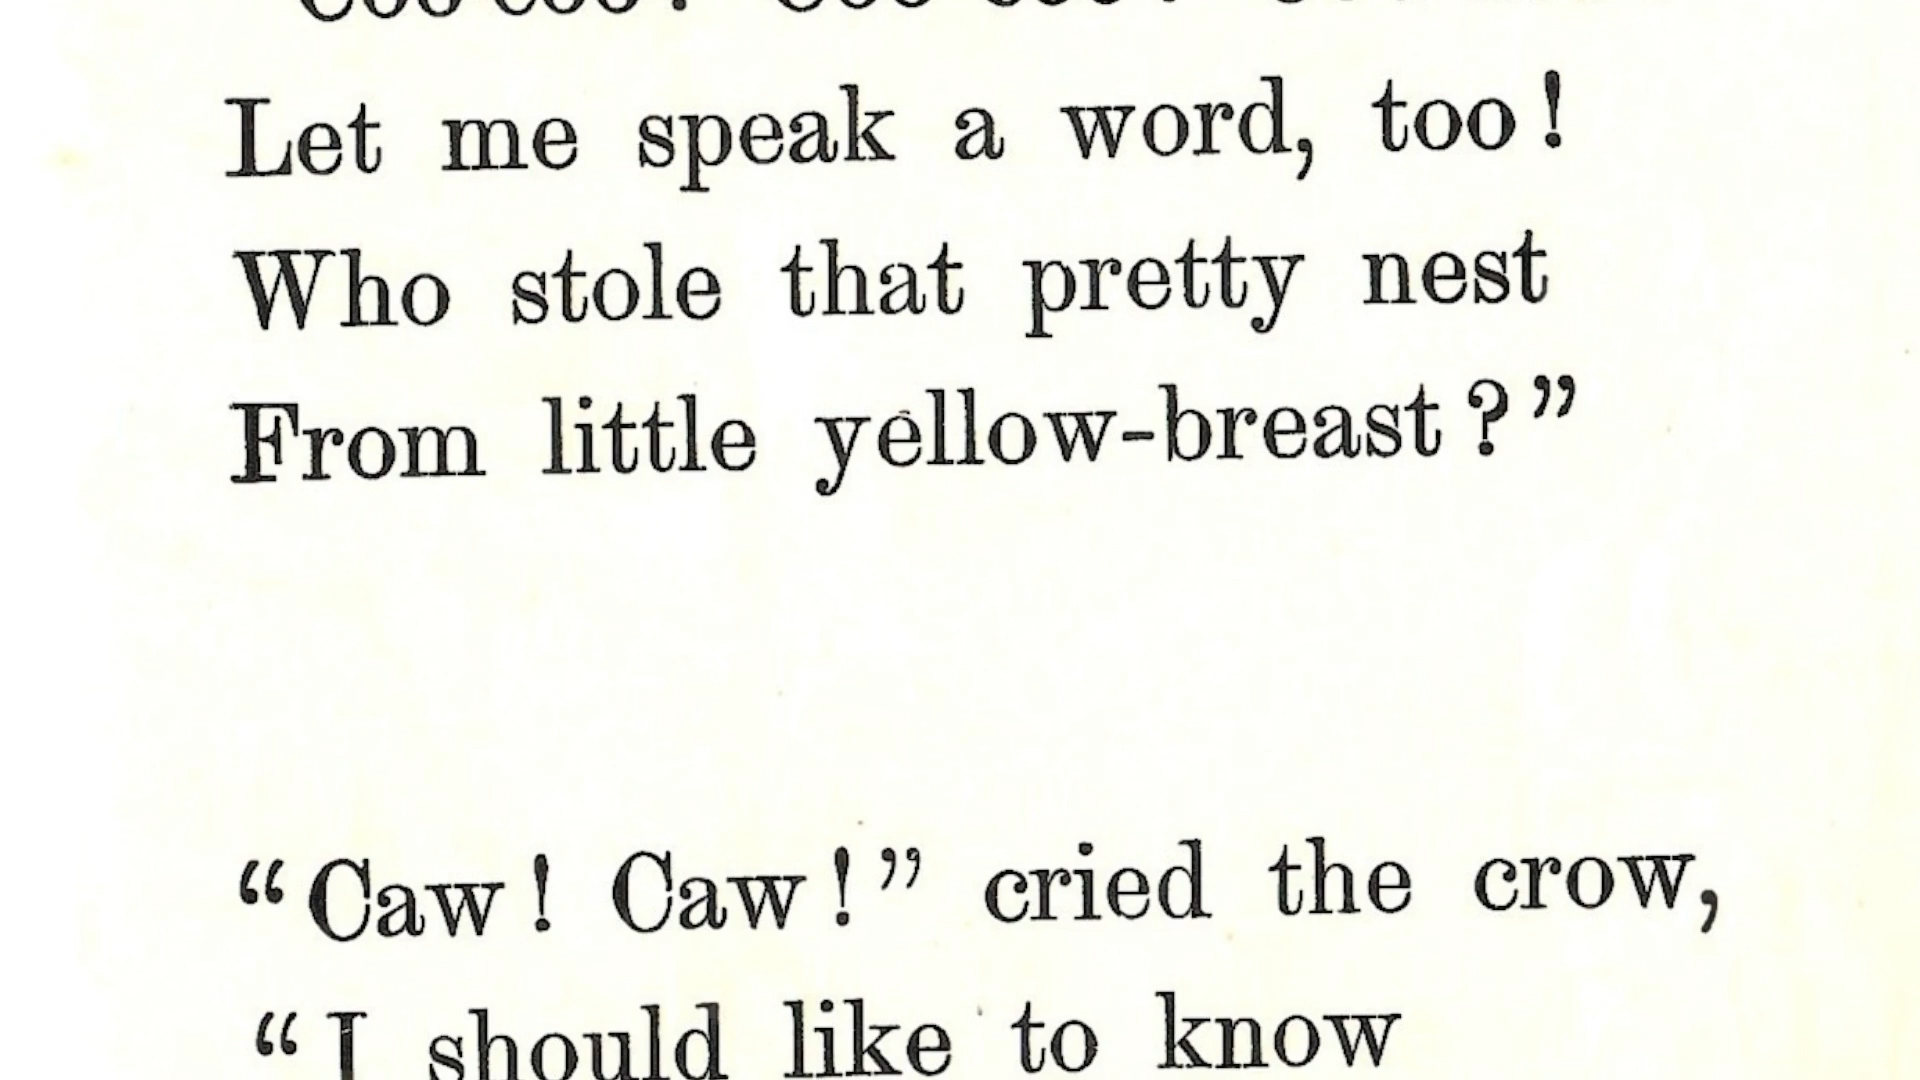 Let me speak a word, too!
Who stole that pretty nest
From little yellow-breast?”
“Caw! Caw!” cried the crow,
“I should like to know